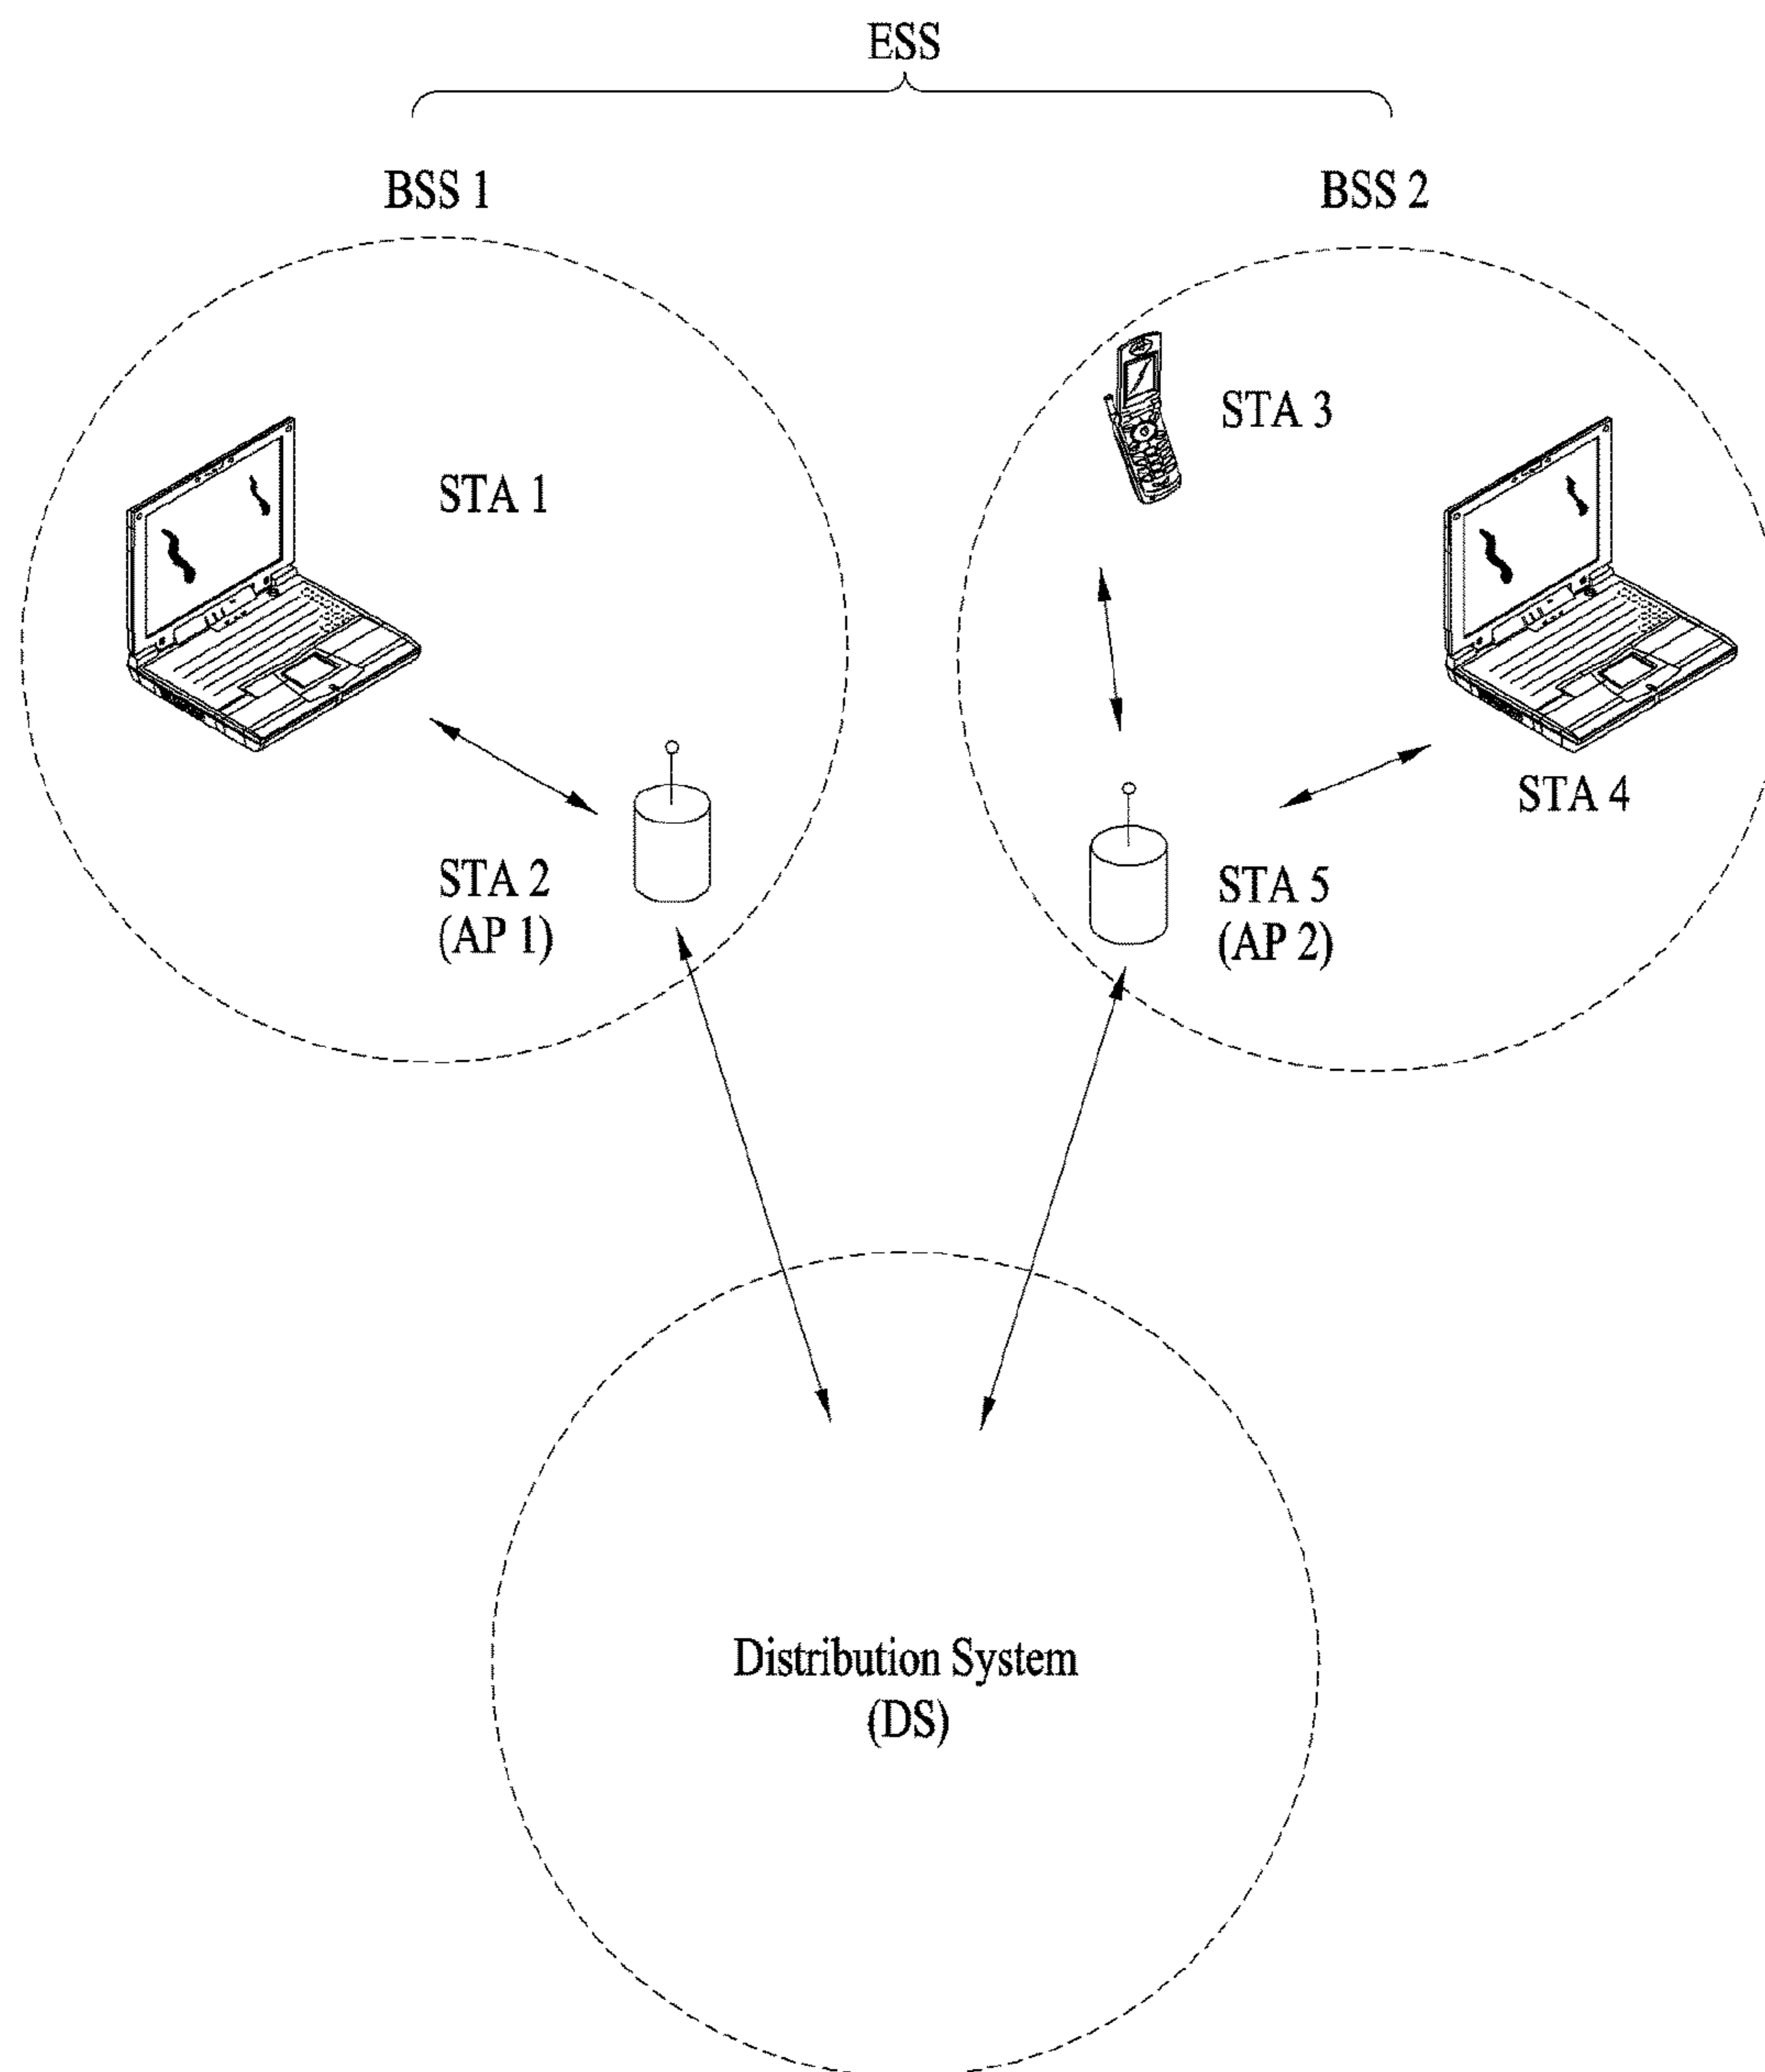 ESS
BSS 1
BSS 2
STA 3
STA 1
STA 4
STA 2
(AP 1)
STA 5
(AP 2)
Distribution System
(DS)